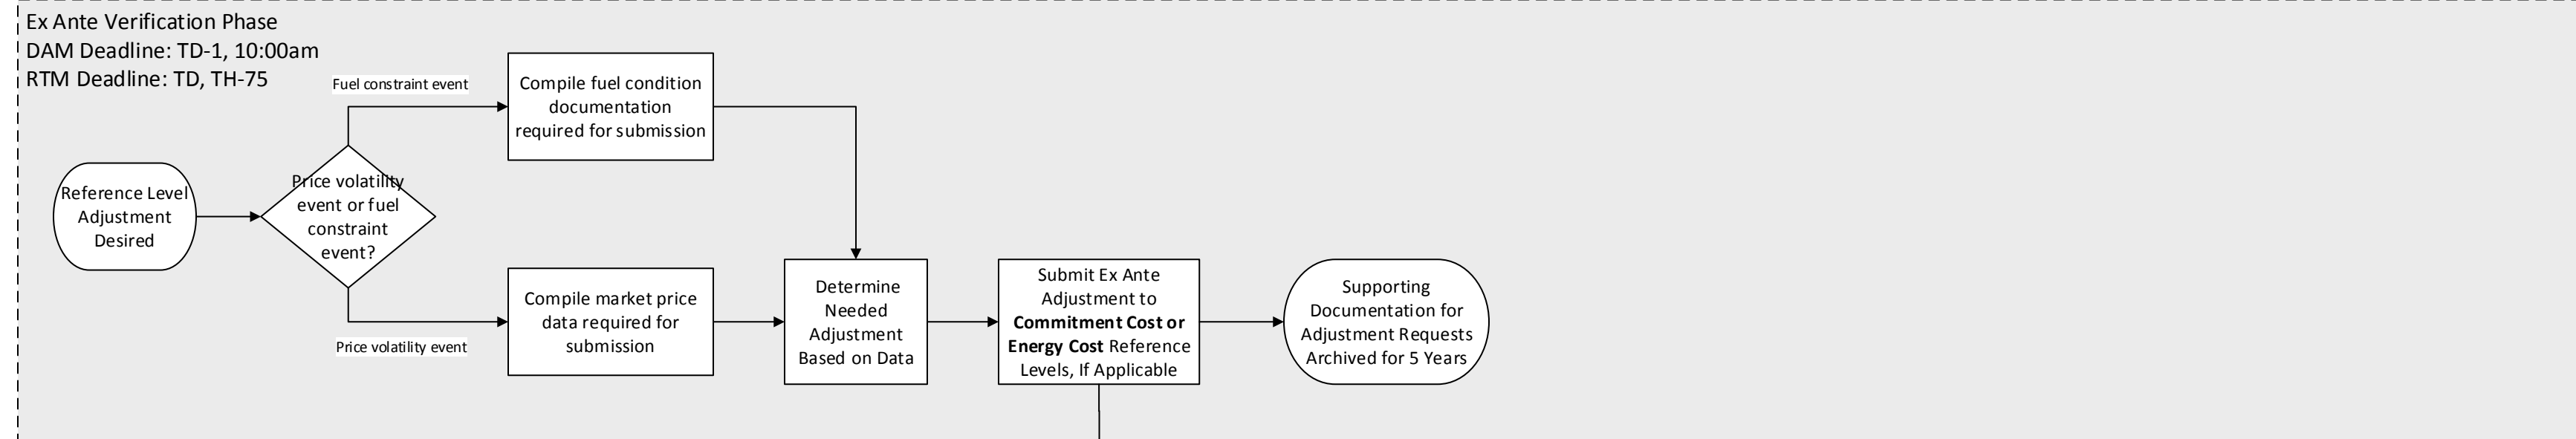 Ex Ante Verification Phase
DAM Deadline: TD-1, 10:00am
RTM Deadline: TD, TH-75
Fuel constraint event
Compile fuel condition
documentation
required for submission
Reference Level
Adjustment
Desired
Price volatility
event or fuel
constraint
event?
Compile market price
data required for
submission
Price volatility event
Determine
Needed
Adjustment
Based on Data
Submit Ex Ante
Adjustment to
Commitment Cost or
Energy Cost Reference
Levels, If Applicable
Supporting
Documentation for
Adjustment Requests
Archived for 5 Years